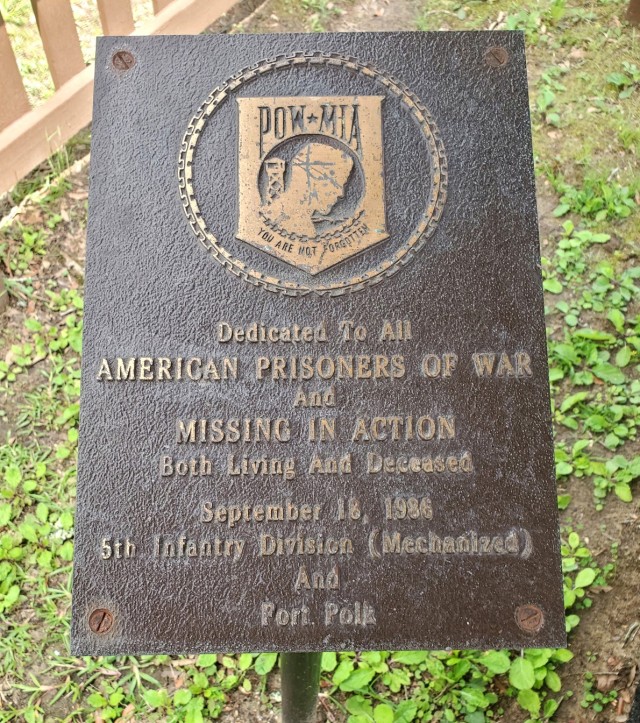 POW★MIA
YOU ARE NOT FORGOTTEN
Dedicated To All
AMERICAN PRISONERS OF WAR
And
MISSING IN ACTION
Both Living And Deceased
September 18, 1986
5th Infantry Division (Mechanized)
And
Fort Polk